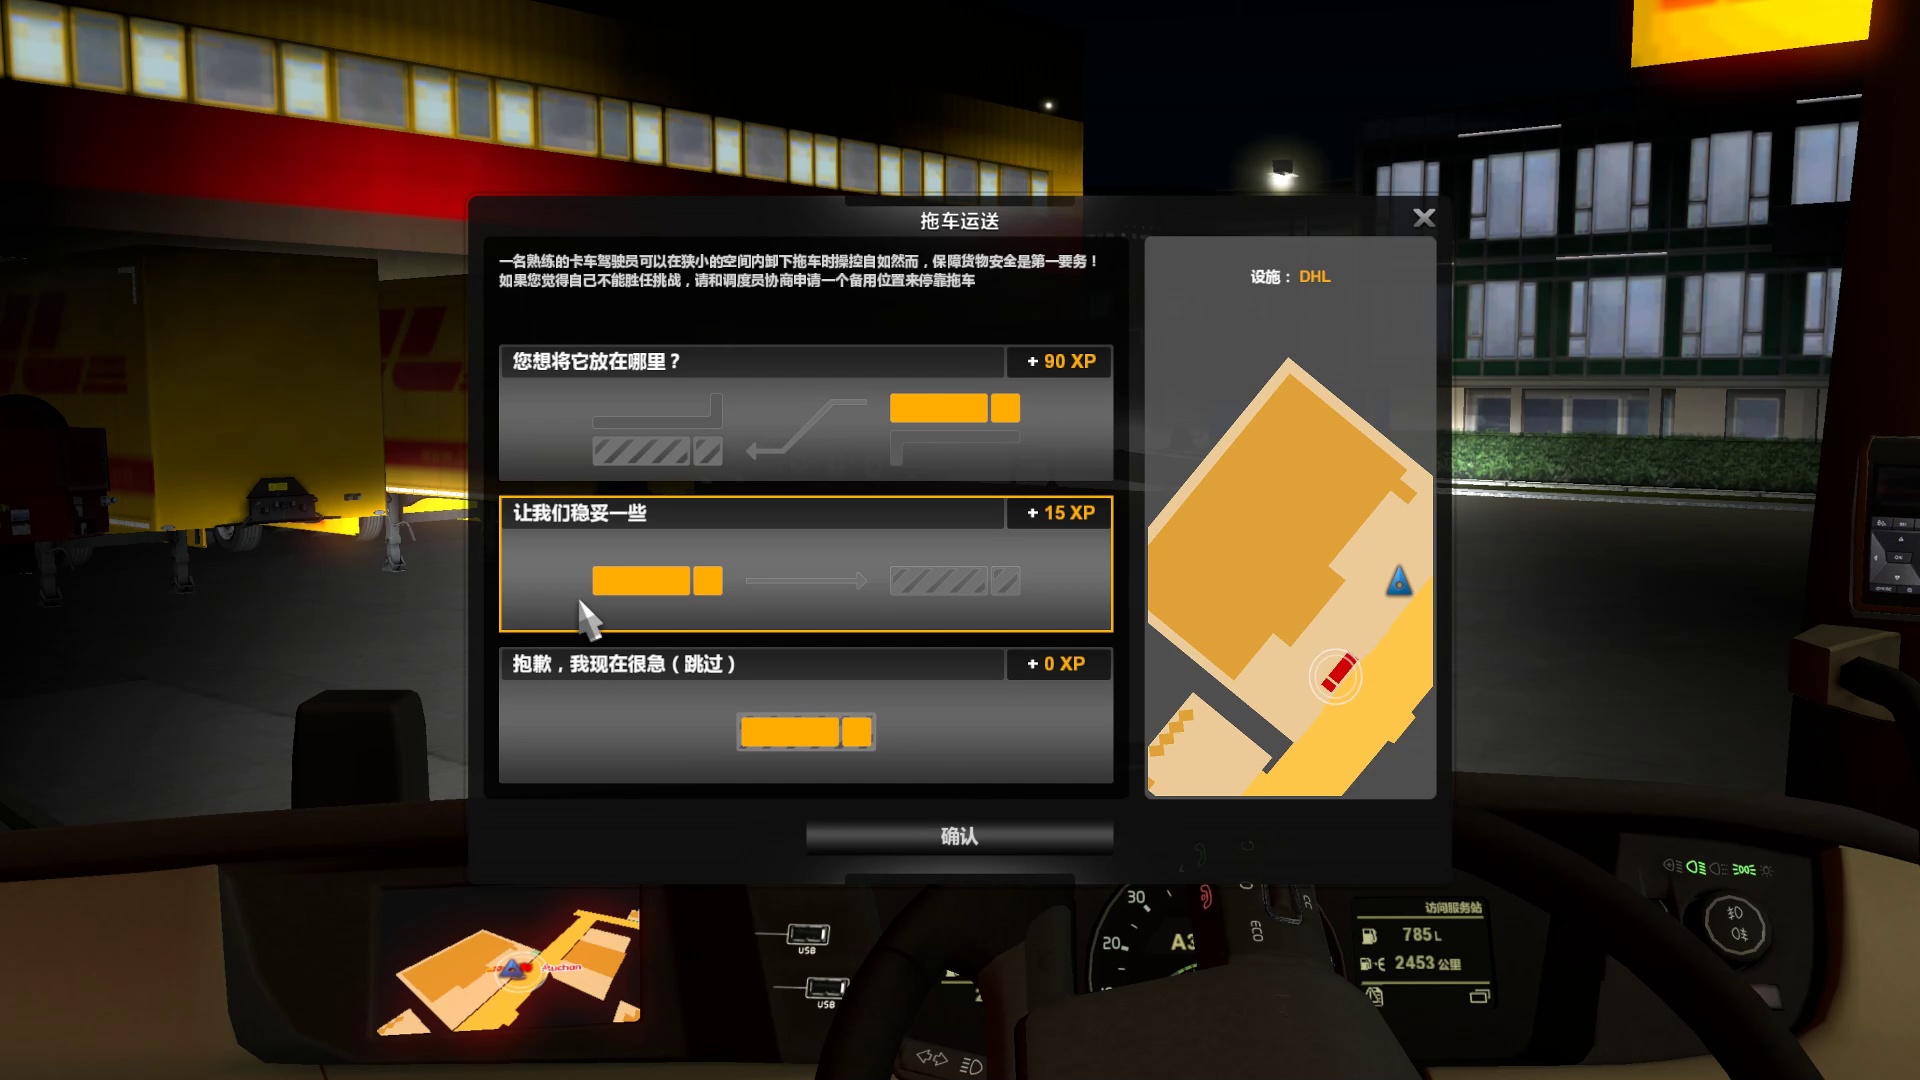 拖车运送
一名熟练的卡车驾驶员可以在狭小的空间内卸下拖车时操控自如然而，保障货物安全是第一要务！
如果您觉得自己不能胜任挑战，请和调度员协商申请一个备用位置来停靠拖车
设施： DHL
您想将它放在哪里？
+ 90 XP
让我们稳妥一些
+ 15 XP
抱歉，我现在很急（跳过）
+ 0 XP
确认
Auchan
USB
USB
30
20
A3
ECO
CC
访问服务站
785 L
2453 公里